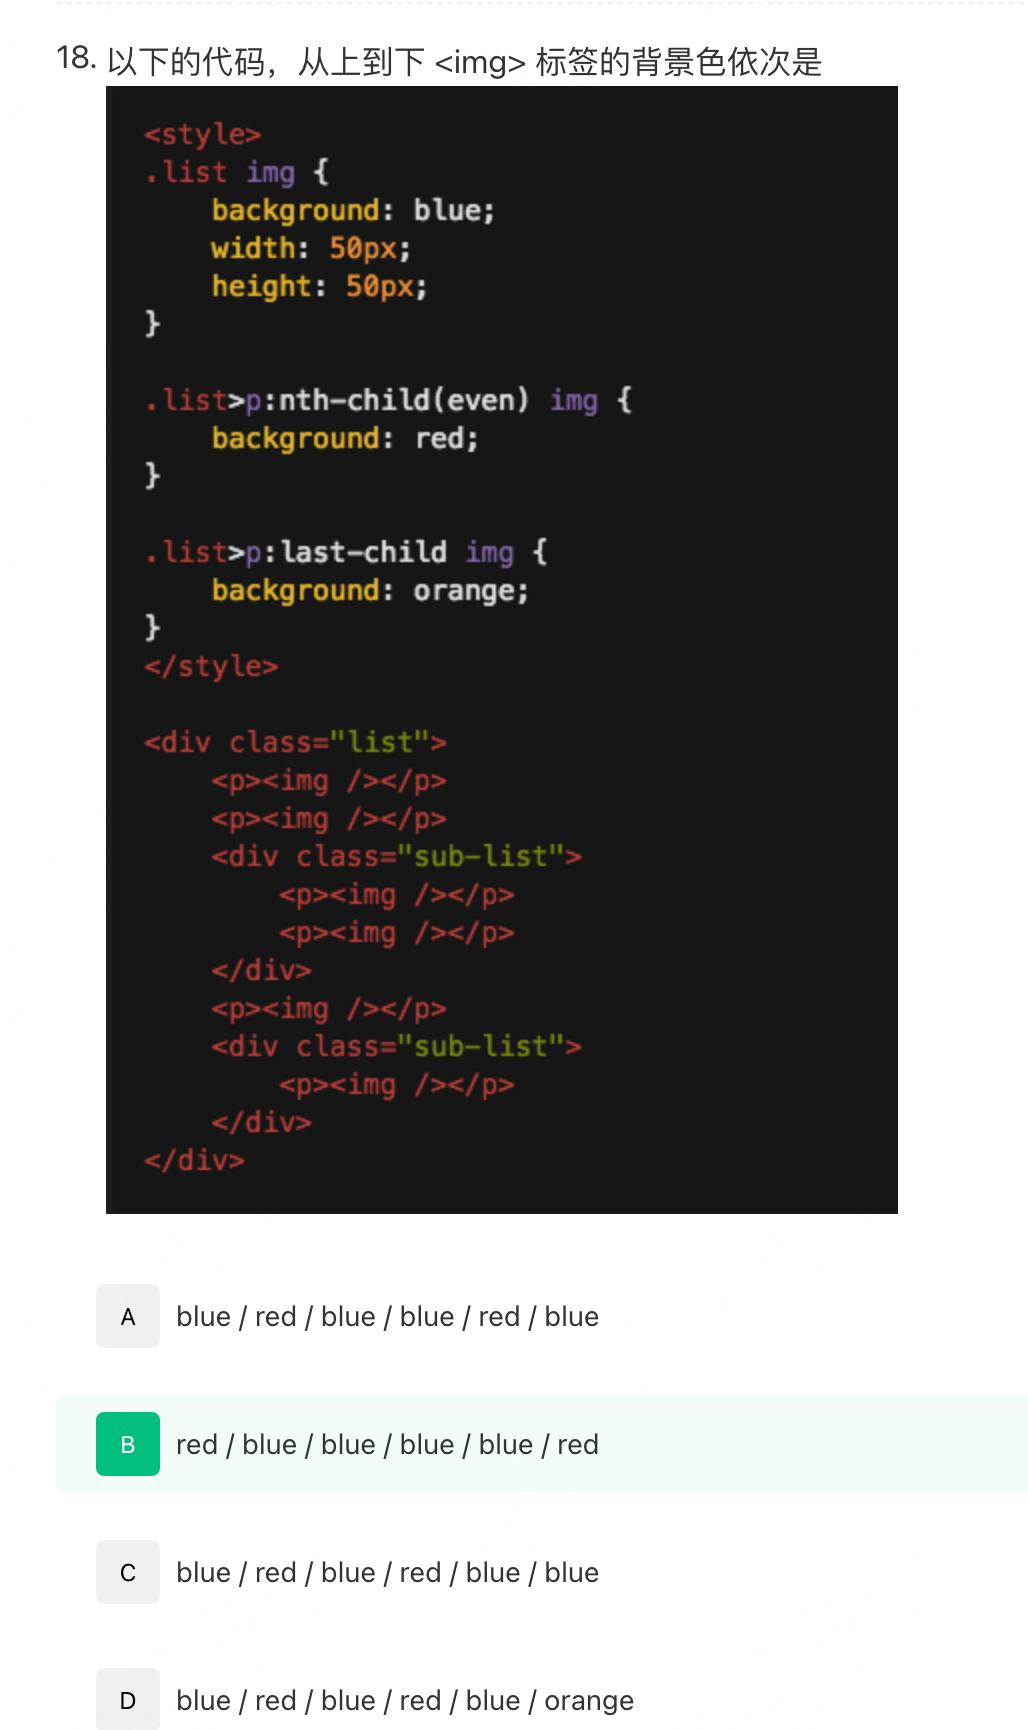 18. 以下的代码，从上到下 <img> 标签的背景色依次是
<style>
.list img {
    background: blue;
    width: 50px;
    height: 50px;
}

.list>p:nth-child(even) img {
    background: red;
}

.list>p:last-child img {
    background: orange;
}
</style>

<div class="list">
    <p><img /></p>
    <p><img /></p>
    <div class="sub-list">
        <p><img /></p>
        <p><img /></p>
    </div>
    <p><img /></p>
    <div class="sub-list">
        <p><img /></p>
    </div>
</div>
A blue / red / blue / blue / red / blue
B red / blue / blue / blue / blue / red
C blue / red / blue / red / blue / blue
D blue / red / blue / red / blue / orange